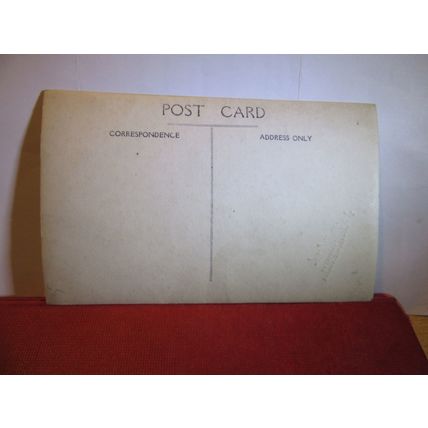 POST CARD
CORRESPONDENCE
ADDRESS ONLY